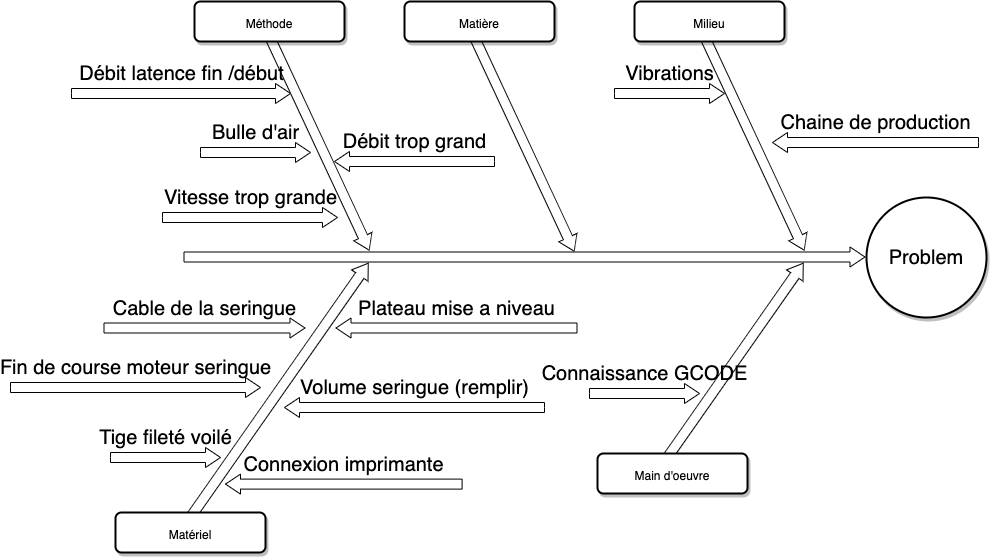 Méthode
Matière
Milieu
Débit latence fin /début
Vibrations
Bulle d'air
Débit trop grand
Chaine de production
Vitesse trop grande
Problem
Cable de la seringue
Plateau mise a niveau
Fin de course moteur seringue
Volume seringue (remplir)
Connaissance GCODE
Tige fileté voilé
Connexion imprimante
Main d'oeuvre
Matériel